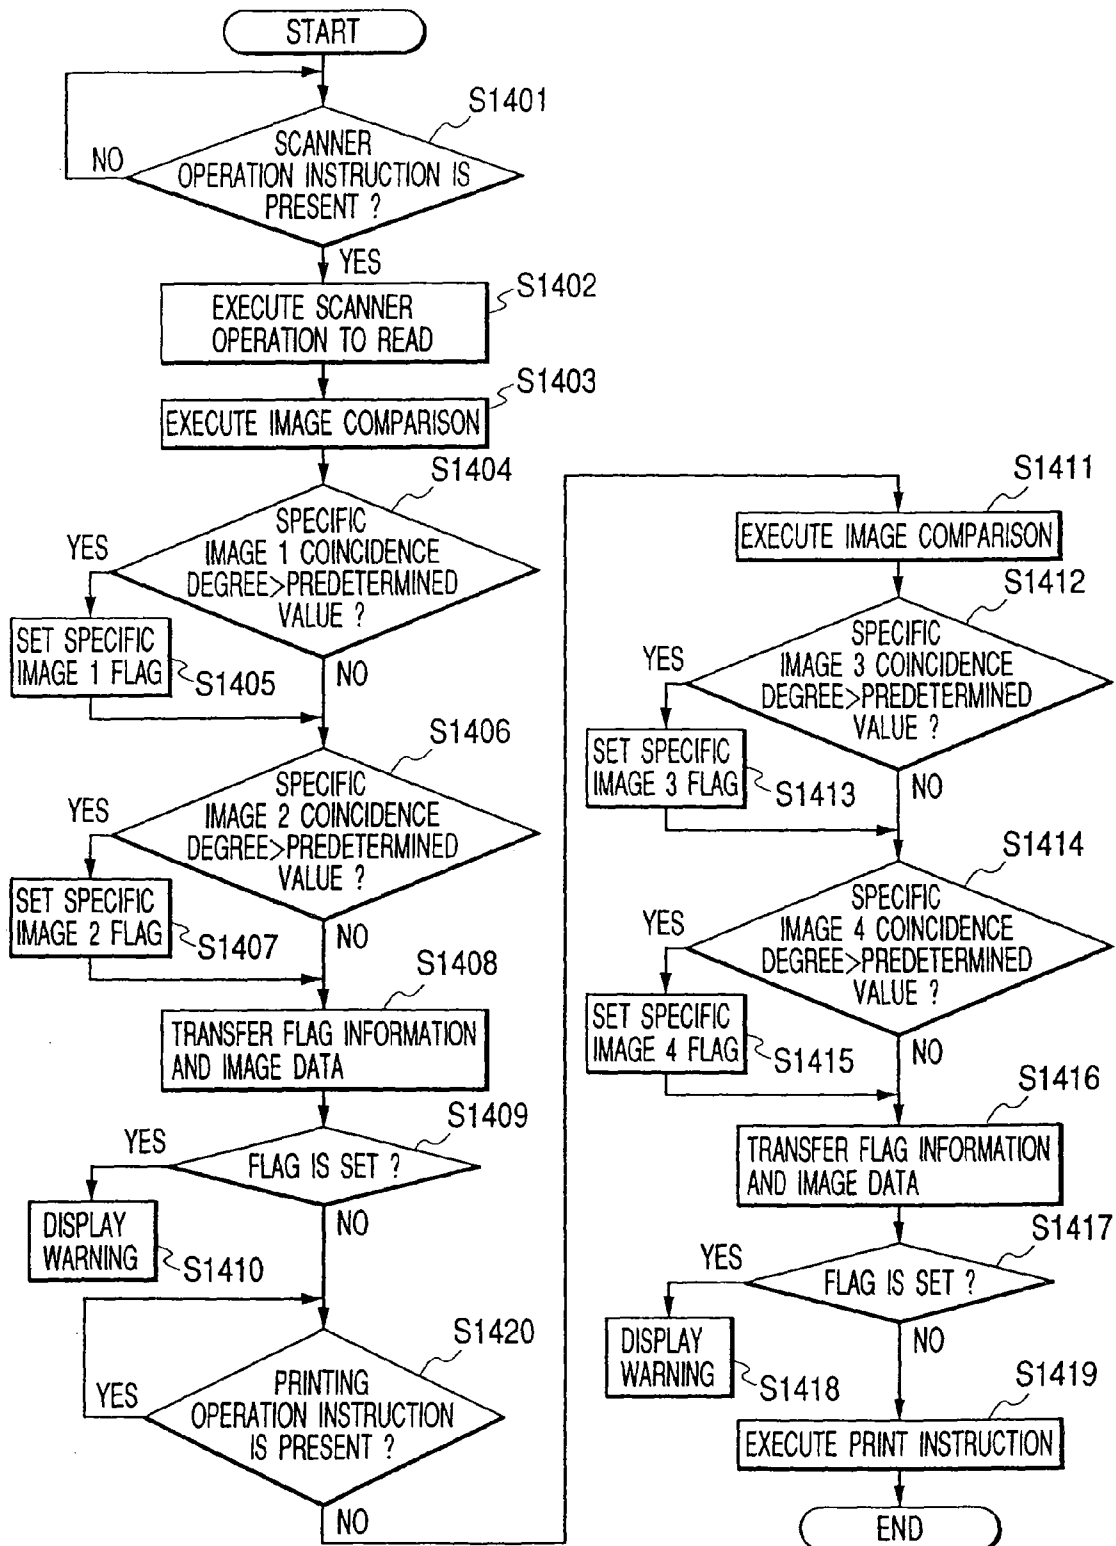 START
S1401
SCANNER
OPERATION INSTRUCTION IS
PRESENT ?
NO
YES
S1402
EXECUTE SCANNER
OPERATION TO READ
S1403
EXECUTE IMAGE COMPARISON
S1404
SPECIFIC
IMAGE 1 COINCIDENCE
DEGREE>PREDETERMINED
VALUE ?
YES
NO
SET SPECIFIC
IMAGE 1 FLAG
S1405
S1406
SPECIFIC
IMAGE 2 COINCIDENCE
DEGREE>PREDETERMINED
VALUE ?
YES
NO
SET SPECIFIC
IMAGE 2 FLAG
S1407
S1408
TRANSFER FLAG INFORMATION
AND IMAGE DATA
S1409
FLAG IS SET ?
YES
NO
DISPLAY
WARNING
S1410
S1420
PRINTING
OPERATION INSTRUCTION
IS PRESENT ?
YES
NO
S1411
EXECUTE IMAGE COMPARISON
S1412
SPECIFIC
IMAGE 3 COINCIDENCE
DEGREE>PREDETERMINED
VALUE ?
YES
NO
SET SPECIFIC
IMAGE 3 FLAG
S1413
S1414
SPECIFIC
IMAGE 4 COINCIDENCE
DEGREE>PREDETERMINED
VALUE ?
YES
NO
SET SPECIFIC
IMAGE 4 FLAG
S1415
S1416
TRANSFER FLAG INFORMATION
AND IMAGE DATA
S1417
FLAG IS SET ?
YES
NO
DISPLAY
WARNING
S1418
S1419
EXECUTE PRINT INSTRUCTION
END